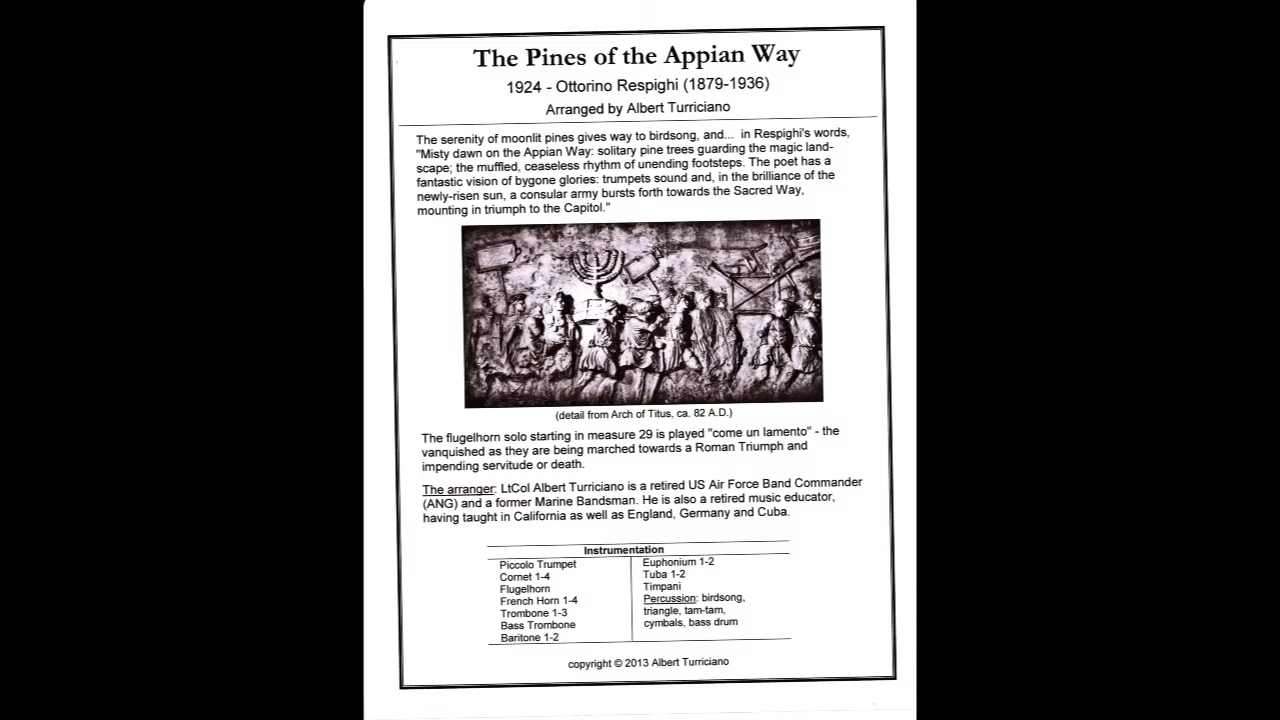 The Pines of the Appian Way
1924 - Ottorino Respighi (1879-1936)
Arranged by Albert Turriciano
The serenity of moonlit pines gives way to birdsong, and... in Respighi's words,
"Misty dawn on the Appian Way: solitary pine trees guarding the magic land-
scape; the muffled, ceaseless rhythm of unending footsteps. The poet has a
fantastic vision of bygone glories: trumpets sound and, in the brilliance of the
newly-risen sun, a consular army bursts forth towards the Sacred Way,
mounting in triumph to the Capitol."
(detail from Arch of Titus, ca. 82 A.D.)
The flugelhorn solo starting in measure 29 is played "come un lamento" - the
vanquished as they are being marched towards a Roman Triumph and
impending servitude or death.
The arranger: LtCol Albert Turriciano is a retired US Air Force Band Commander
(ANG) and a former Marine Bandsman. He is also a retired music educator,
having taught in California as well as England, Germany and Cuba.
Instrumentation
Piccolo Trumpet
Cornet 1-4
Flugelhorn
French Horn 1-4
Trombone 1-3
Bass Trombone
Baritone 1-2
Euphonium 1-2
Tuba 1-2
Timpani
Percussion: birdsong,
triangle, tam-tam,
cymbals, bass drum
copyright © 2013 Albert Turriciano